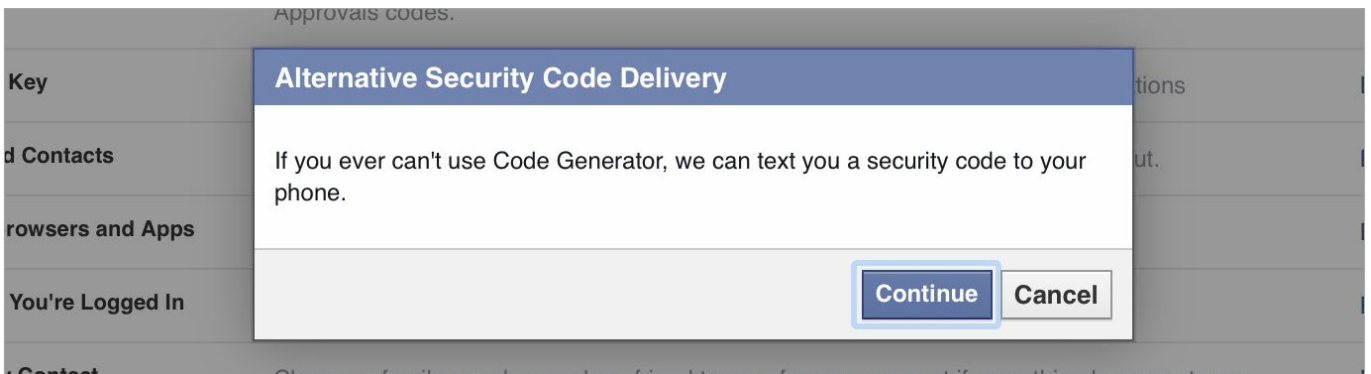 Approvals codes.
Key
Alternative Security Code Delivery
tions
d Contacts
If you ever can't use Code Generator, we can text you a security code to your
phone.
ut.
rowsers and Apps
You're Logged In
Continue
Cancel
Contact